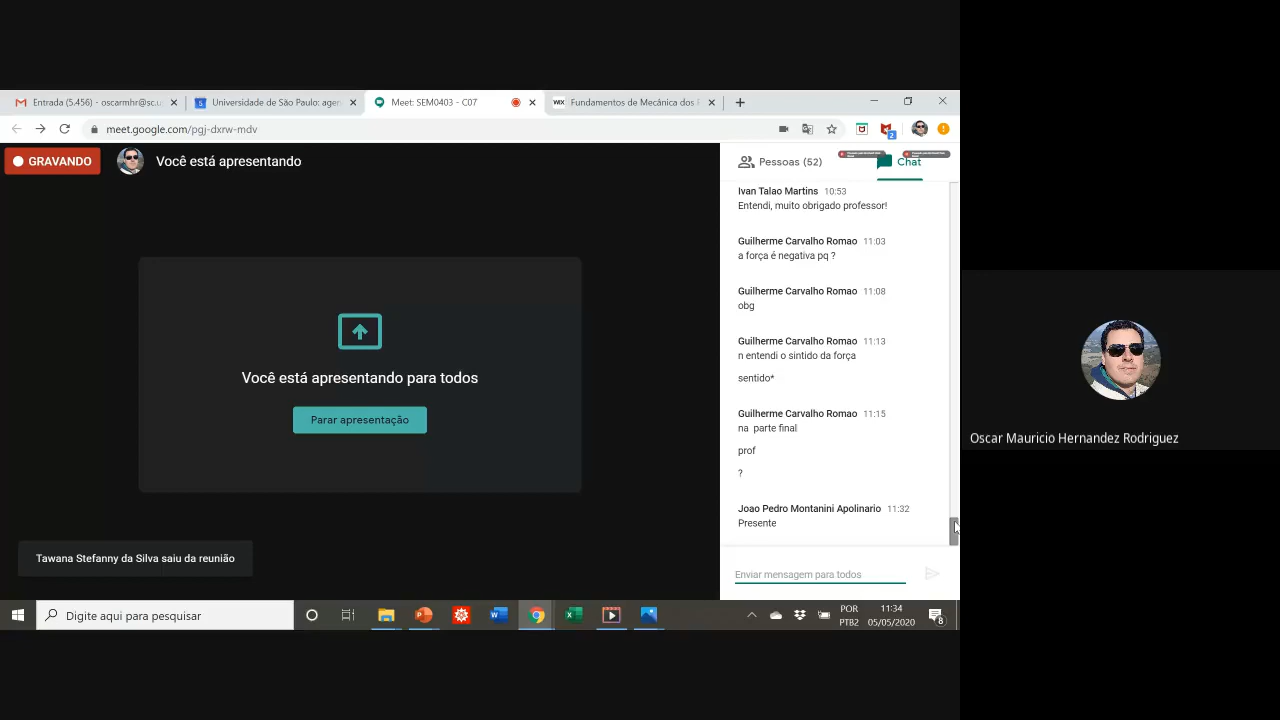 Entrada (5.456) - oscarmhr@sc.u
Universidade de São Paulo: agen
Meet: SEM0403 - C07
WIX
Fundamentos de Mecânica dos
meet.google.com/pgj-dxrw-mdv
2
GRAVANDO
Você está apresentando
Pessoas (52)
Chat
Ivan Talao Martins 10:53
Entendi, muito obrigado professor!
Guilherme Carvalho Romao 11:03
a força é negativa pq ?
Guilherme Carvalho Romao 11:08
obg
Guilherme Carvalho Romao 11:13
n entendi o sintido da força
sentido*
Guilherme Carvalho Romao 11:15
na parte final
prof
?
Joao Pedro Montanini Apolinario 11:32
Presente
Você está apresentando para todos
Parar apresentação
Tawana Stefanny da Silva saiu da reunião
Enviar mensagem para todos
Oscar Mauricio Hernandez Rodriguez
Digite aqui para pesquisar
POR
PTB2
11:34
05/05/2020
8